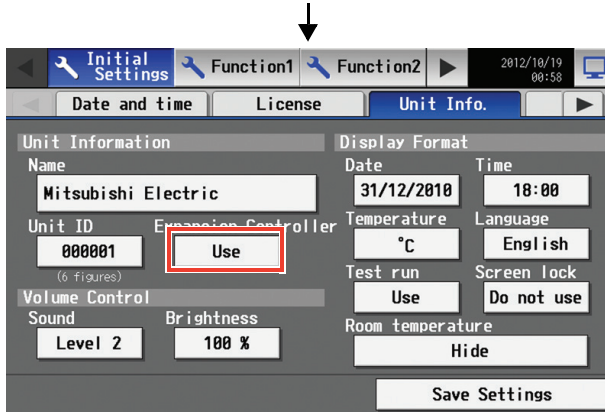 Initial Settings
Function1
Function2
2012/10/19
00:58
Date and time
License
Unit Info.
Unit Information
Name
Mitsubishi Electric
Unit ID
Expansion Controller
000001
Use
(6 figures)
Volume Control
Sound
Brightness
Level 2
100 %
Display Format
Date
Time
31/12/2010
18:00
Temperature
Language
°C
English
Test run
Screen lock
Use
Do not use
Room temperature
Hide
Save Settings